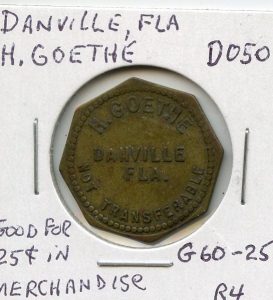 DANVILLE, FLA
H. GOETHE D050
H. GOETHE
DANVILLE
FLA.
NOT TRANSFERABLE
GOOD FOR
25¢ IN G60-25
MERCHANDISE R4